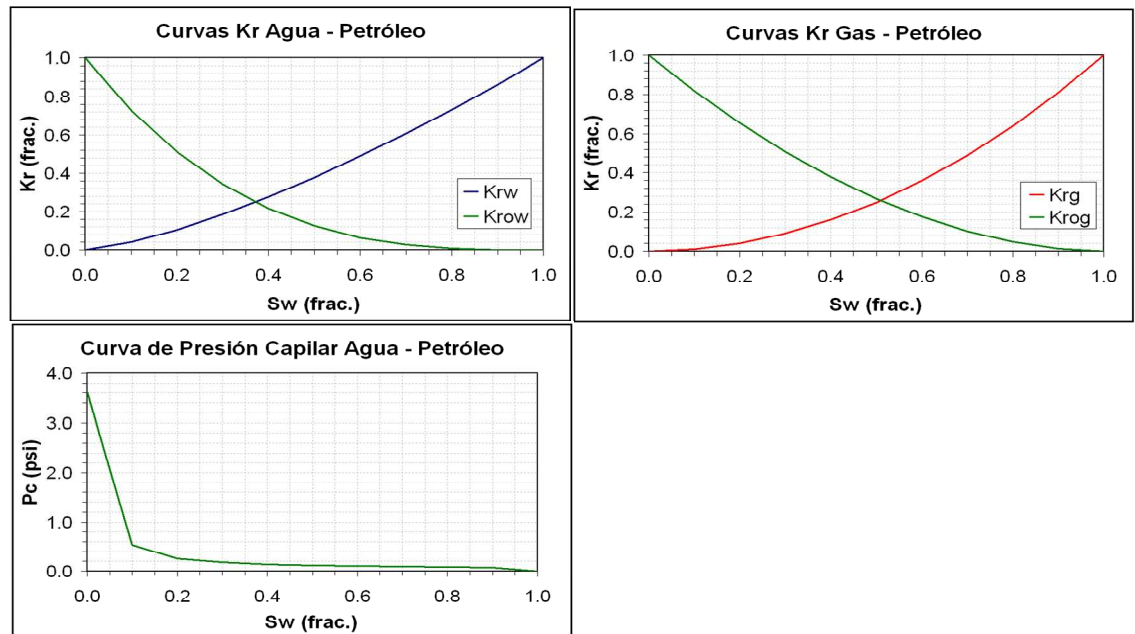 Curvas Kr Agua - Petróleo
Kr (frac.)
1.0
0.8
0.6
0.4
0.2
0.0
Krw
Krow
0.0 0.2 0.4 0.6 0.8 1.0
Sw (frac.)
Curvas Kr Gas - Petróleo
Kr (frac.)
1.0
0.8
0.6
0.4
0.2
0.0
Krg
Krog
0.0 0.2 0.4 0.6 0.8 1.0
Sw (frac.)
Curva de Presión Capilar Agua - Petróleo
Pc (psi)
4.0
3.0
2.0
1.0
0.0
0.0 0.2 0.4 0.6 0.8 1.0
Sw (frac.)